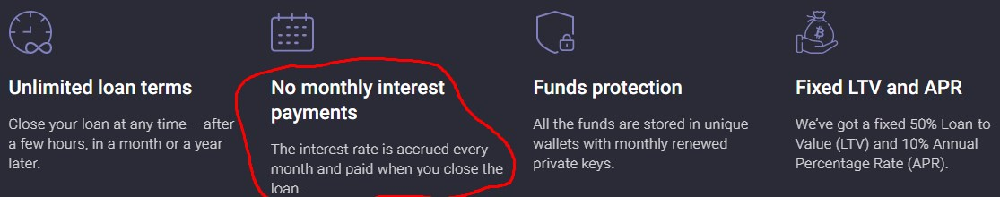 Unlimited loan terms
Close your loan at any time – after
a few hours, in a month or a year
later.
No monthly interest
payments
The interest rate is accrued every
month and paid when you close the
loan.
Funds protection
All the funds are stored in unique
wallets with monthly renewed
private keys.
Fixed LTV and APR
We've got a fixed 50% Loan-to-
Value (LTV) and 10% Annual
Percentage Rate (APR).